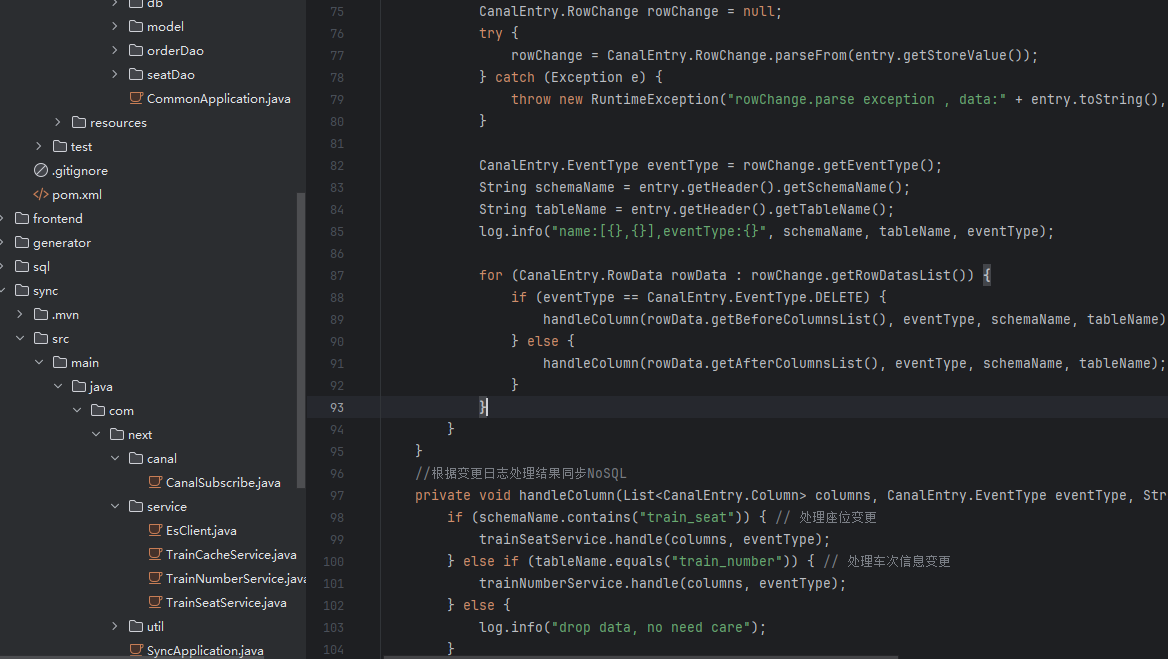 db
model
orderDao
seatDao
CommonApplication.java
resources
test
.gitignore
pom.xml
frontend
generator
sql
sync
.mvn
src
main
java
com
next
canal
CanalSubscribe.java
service
EsClient.java
TrainCacheService.java
TrainNumberService.java
TrainSeatService.java
util
SyncApplication.java
75 CanalEntry.RowChange rowChange = null;
76 try {
77 rowChange = CanalEntry.RowChange.parseFrom(entry.getStoreValue());
78 } catch (Exception e) {
79 throw new RuntimeException("rowChange.parse exception , data:" + entry.toString(),
80 }
81
82 CanalEntry.EventType eventType = rowChange.getEventType();
83 String schemaName = entry.getHeader().getSchemaName();
84 String tableName = entry.getHeader().getTableName();
85 log.info("name:[{},{}],eventType:{}", schemaName, tableName, eventType);
86
87 for (CanalEntry.RowData rowData : rowChange.getRowDatasList()) {
88 if (eventType == CanalEntry.EventType.DELETE) {
89 handleColumn(rowData.getBeforeColumnsList(), eventType, schemaName, tableName)
90 } else {
91 handleColumn(rowData.getAfterColumnsList(), eventType, schemaName, tableName);
92 }
93 }
94 }
95 }
96 //根据变更日志处理结果同步NoSQL
97 private void handleColumn(List<CanalEntry.Column> columns, CanalEntry.EventType eventType, Str
98 if (schemaName.contains("train_seat")) { // 处理座位变更
99 trainSeatService.handle(columns, eventType);
100 } else if (tableName.equals("train_number")) { // 处理车次信息变更
101 trainNumberService.handle(columns, eventType);
102 } else {
103 log.info("drop data, no need care");
104 }